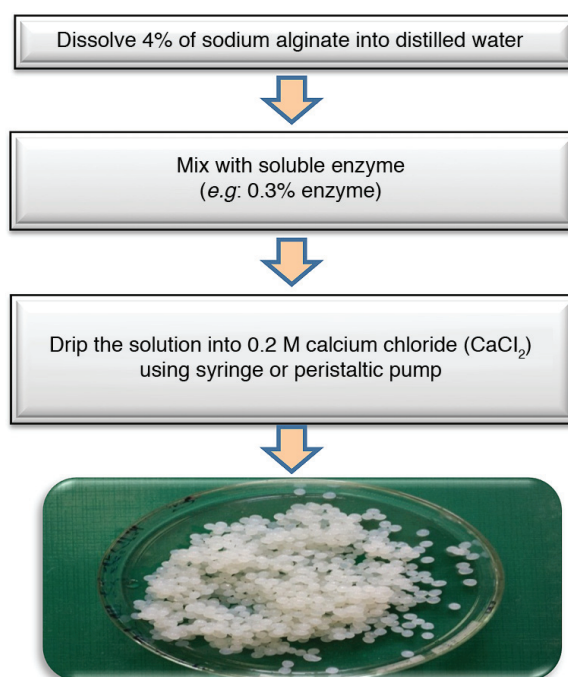 Dissolve 4% of sodium alginate into distilled water
Mix with soluble enzyme
(e.g: 0.3% enzyme)
Drip the solution into 0.2 M calcium chloride (CaCl₂)
using syringe or peristaltic pump